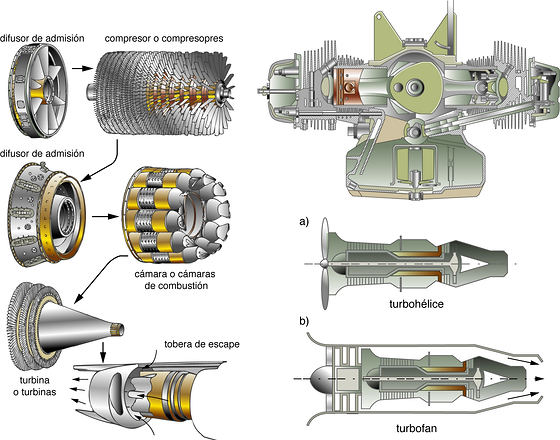 difusor de admisión
compresor o compresopres
difusor de admisión
cámara o cámaras
de combustión
tobera de escape
turbina
o turbinas
a)
turbohélice
b)
turbofan